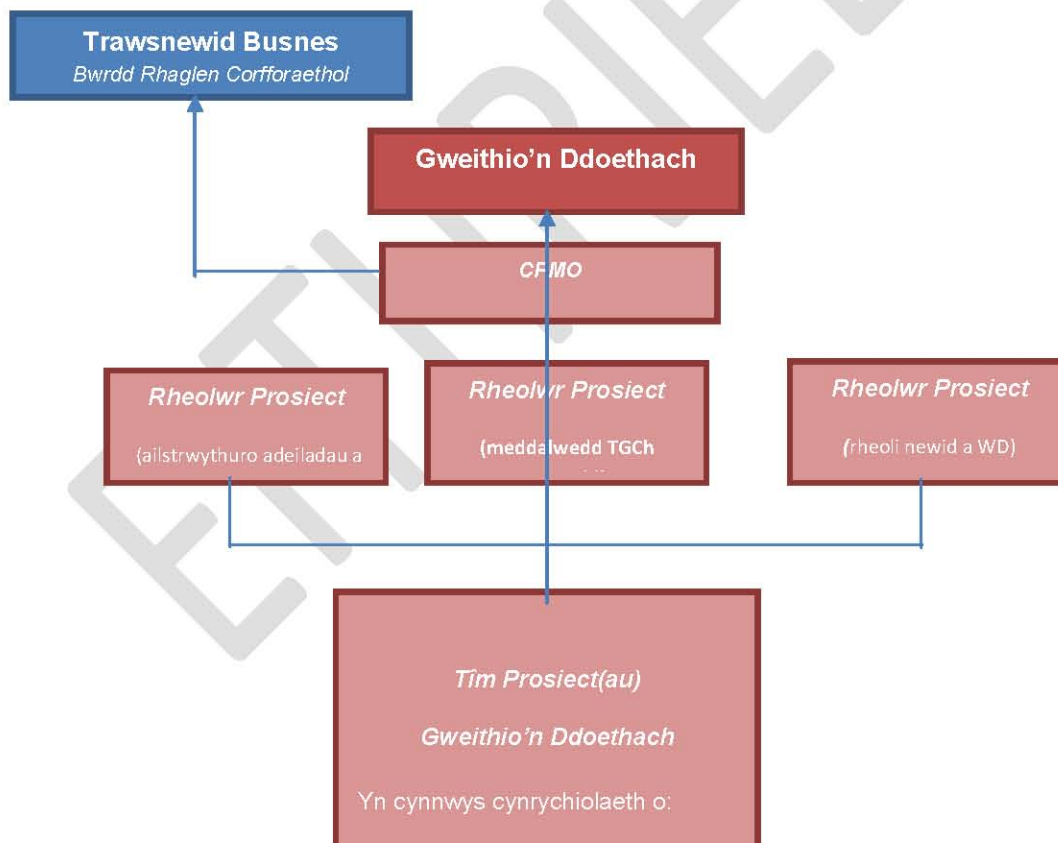 Trawsnewid Busnes
Bwrdd Rhaglen Corfforaethol
Gweithio'n Ddoethach
CPMO
Rheolwr Prosiect
(ailstrwythuro adeiladau a
Rheolwr Prosiect
(meddalwedd TGCh
Rheolwr Prosiect
(rheoli newid a WD)
Tîm Prosiect(au)
Gweithio'n Ddoethach
Yn cynnwys cynrychiolaeth o: